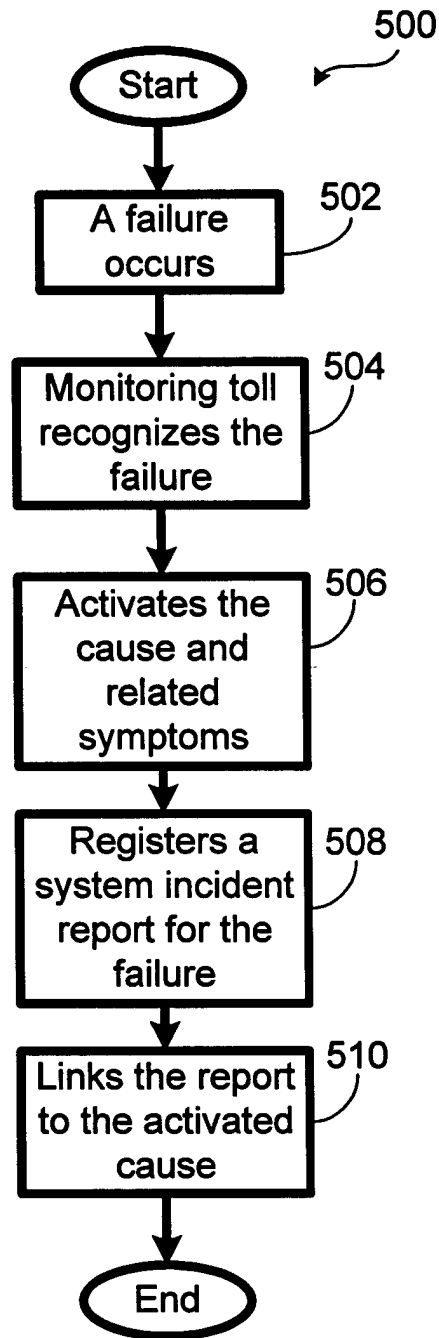 500
Start
502
A failure
occurs
504
Monitoring toll
recognizes the
failure
506
Activates the
cause and
related
symptoms
508
Registers a
system incident
report for the
failure
510
Links the report
to the activated
cause
End